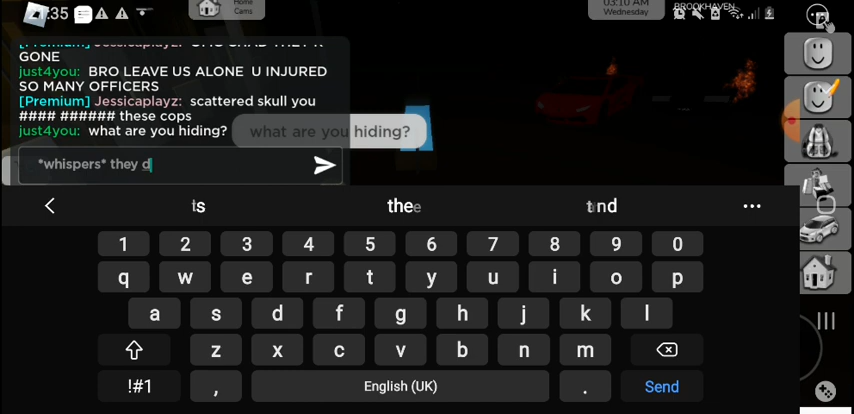 :35
Home
Cams
03:10 AM
Wednesday
BROOKHAVEN
GONE
just4you: BRO LEAVE US ALONE U INJURED
SO MANY OFFICERS
[Premium] Jessicaplayz: scattered skull you
#### ###### these cops
just4you: what are you hiding?
what are you hiding?
*whispers* they d
is
the
and
1 2 3 4 5 6 7 8 9 0
q w e r t y u i o p
a s d f g h j k l
z x c v b n m
!#1 , English (UK) . Send